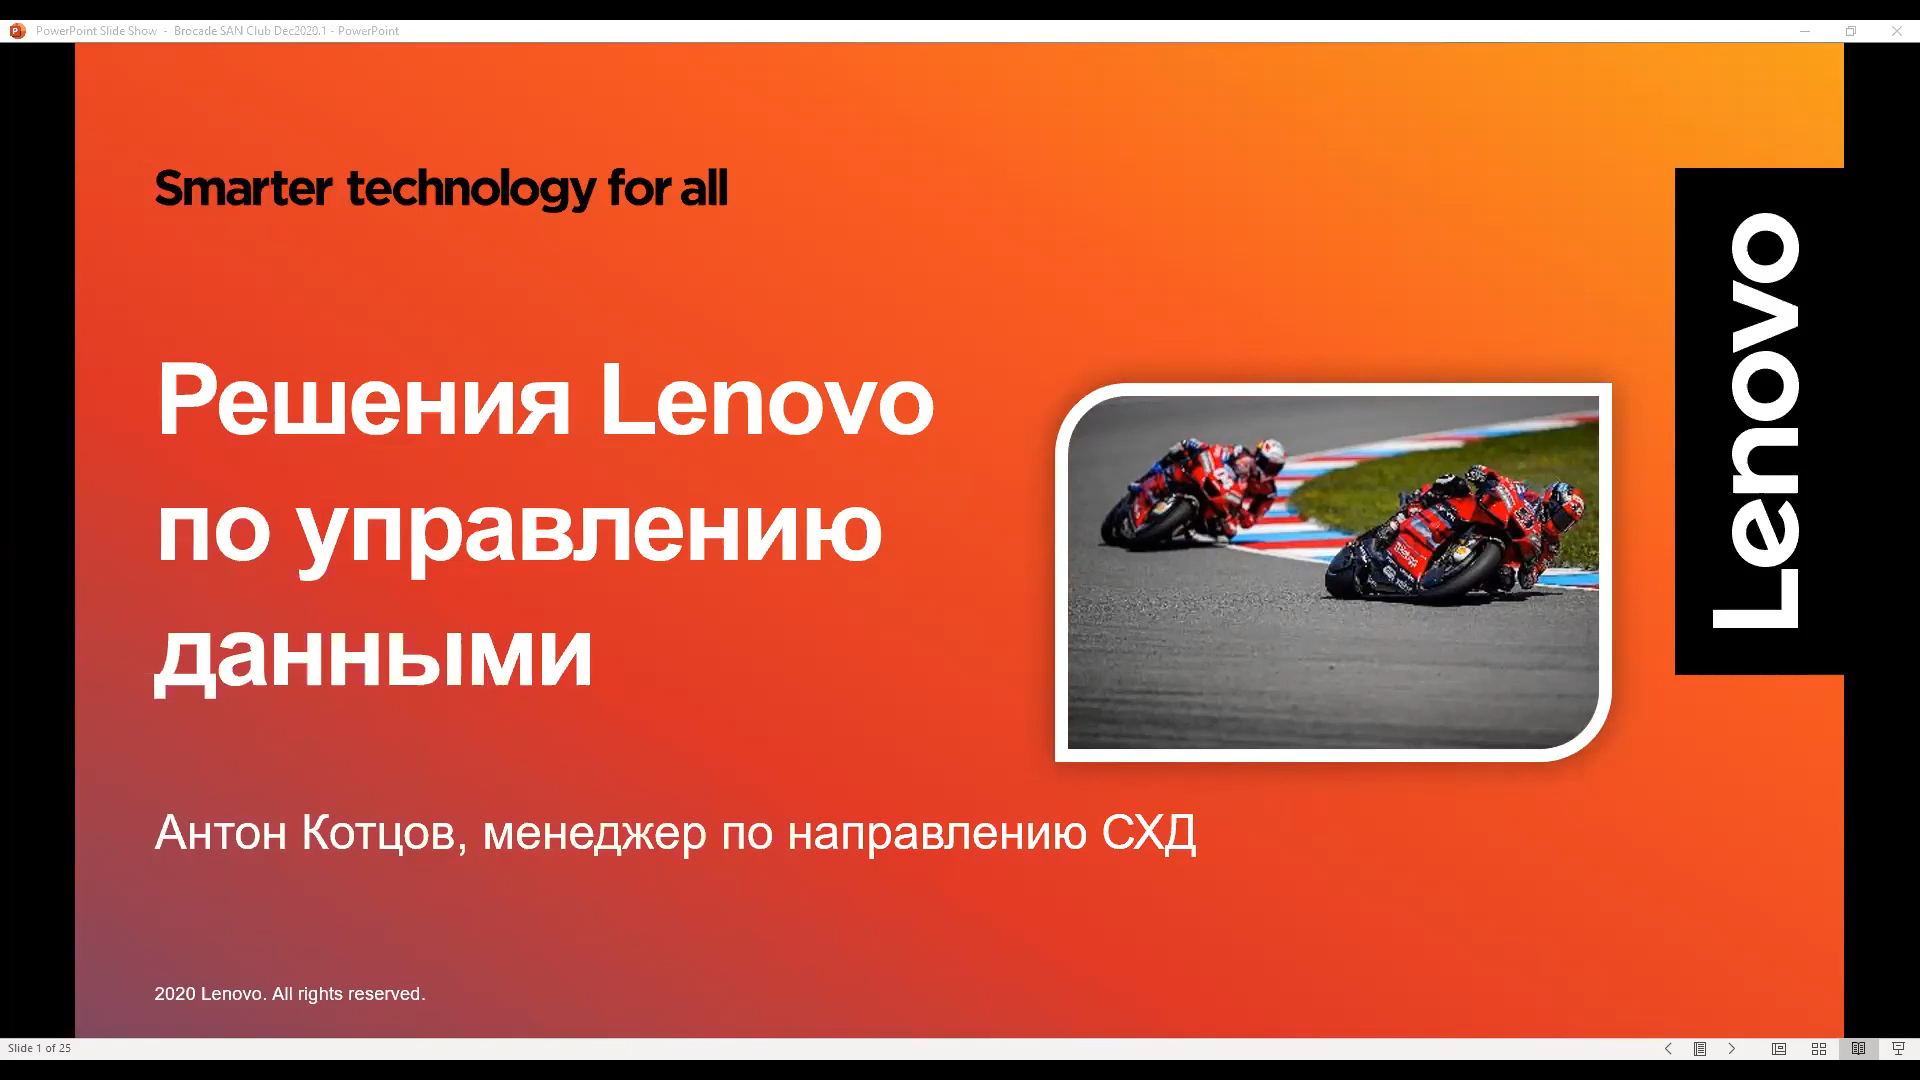 PowerPoint Slide Show - Brocade SAN Club Dec2020.1 - PowerPoint
Smarter technology for all
Lenovo
Решения Lenovo
по управлению
данными
Антон Котцов, менеджер по направлению СХД
2020 Lenovo. All rights reserved.
Slide 1 of 25